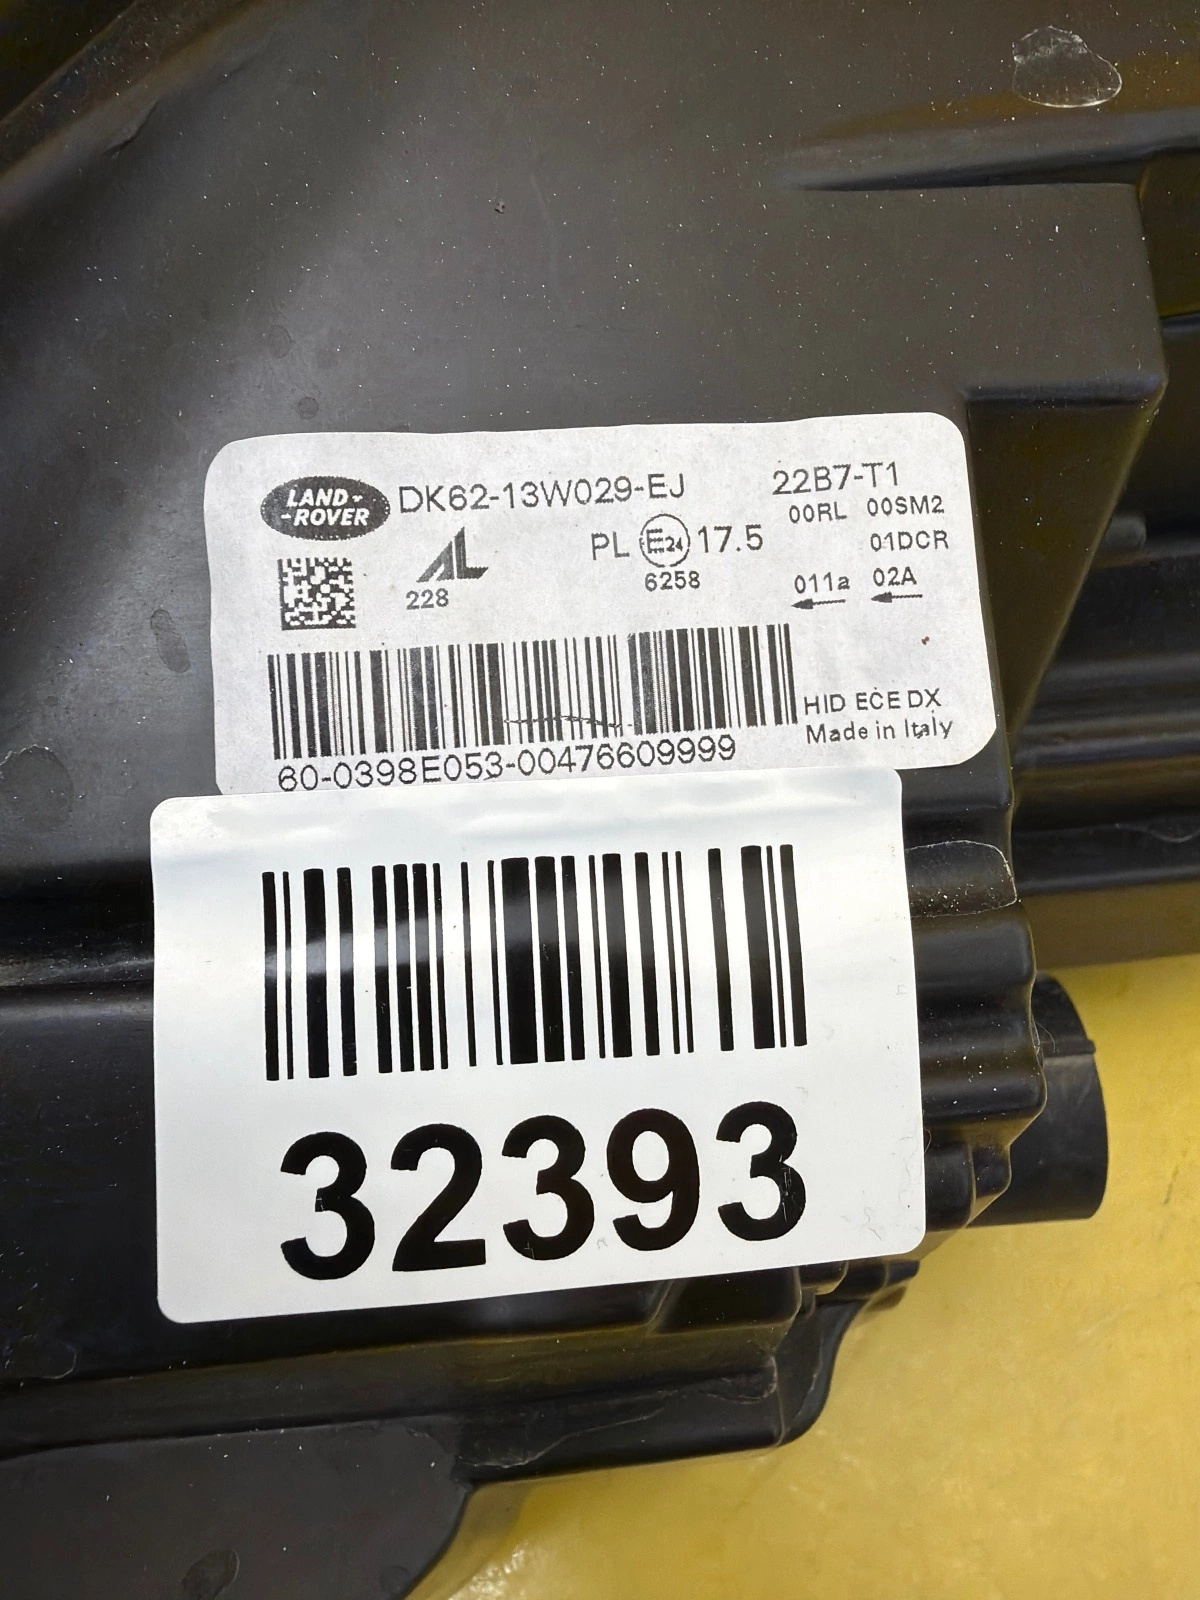 LAND-
-ROVER
DK62-13W029-EJ
22B7-T1
00RL 00SM2
PL E24 17.5
01DCR
AL
228
6258
011a 02A
HID ECE DX
Made in Italy
60-0398E053-00476609999
32393